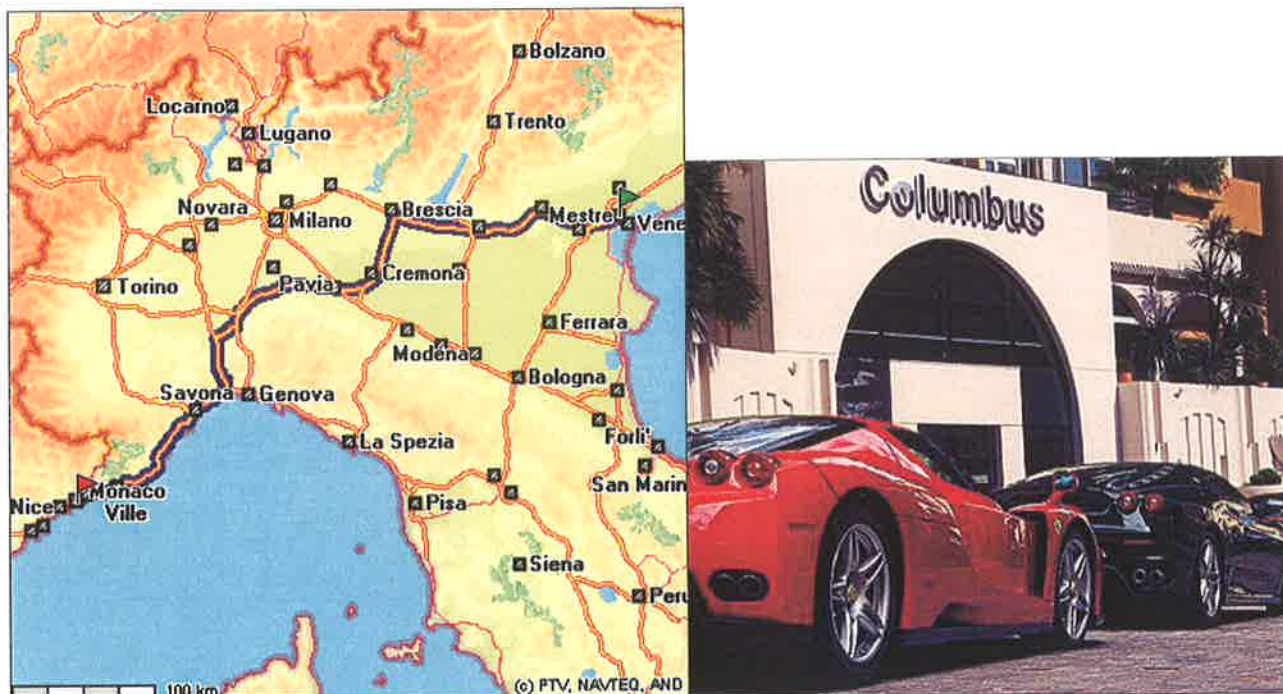 Bolzano
Locarno
Trento
Lugano
Novara
Milano
Brescia
Mestre
Vene
Torino
Pavia
Cremona
Ferrara
Modena
Bologna
Savona
Genova
Forli'
La Spezia
San Marin
Nice
Monaco
Ville
Pisa
Siena
Peru
100 km
(c) PTV, NAVTEQ, AND
Columbus